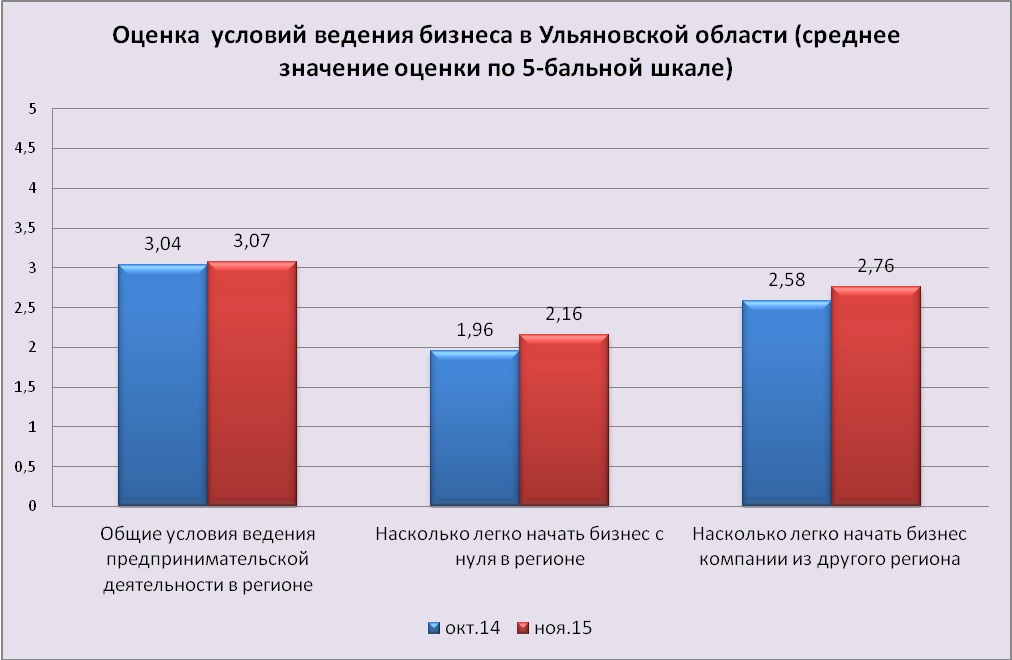 Оценка условий ведения бизнеса в Ульяновской области (среднее
значение оценки по 5-бальной шкале)
5
4,5
4
3,5
3
2,5
2
1,5
1
0,5
0
3,04
3,07
1,96
2,16
2,58
2,76
Общие условия ведения
предпринимательской
деятельности в регионе
Насколько легко начать бизнес с
нуля в регионе
Насколько легко начать бизнес
компании из другого региона
окт.14
ноя.15